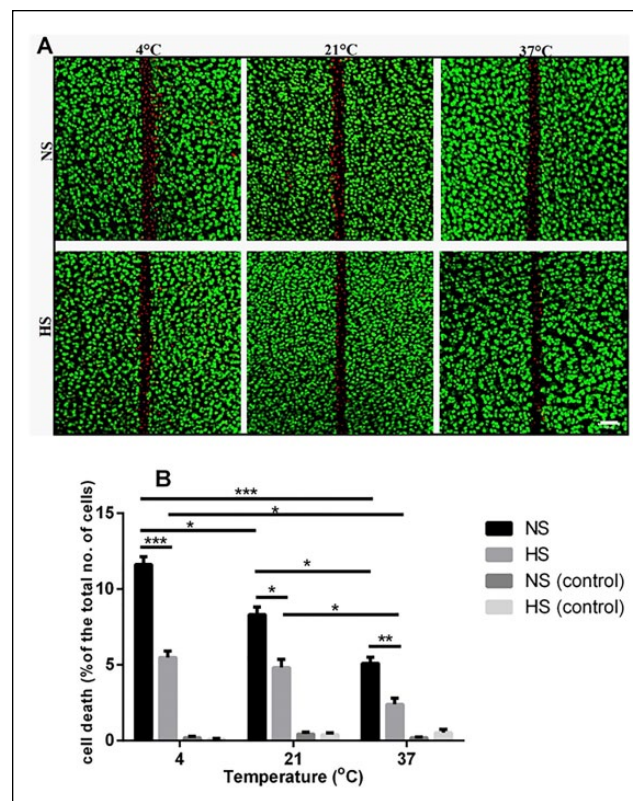 A
4°C
21°C
37°C
NS
HS
B
***
*
*
***
*
*
*
*
**
15
10
5
0
4
21
37
cell death (% of the total no. of cells)
Temperature (°C)
NS
HS
NS (control)
HS (control)